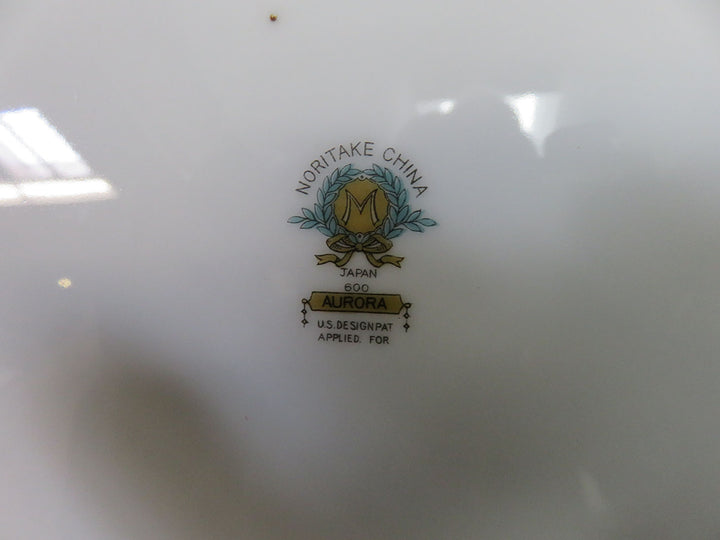 NORITAKE CHINA
M
JAPAN
600
AURORA
U.S.DESIGN PAT
APPLIED. FOR